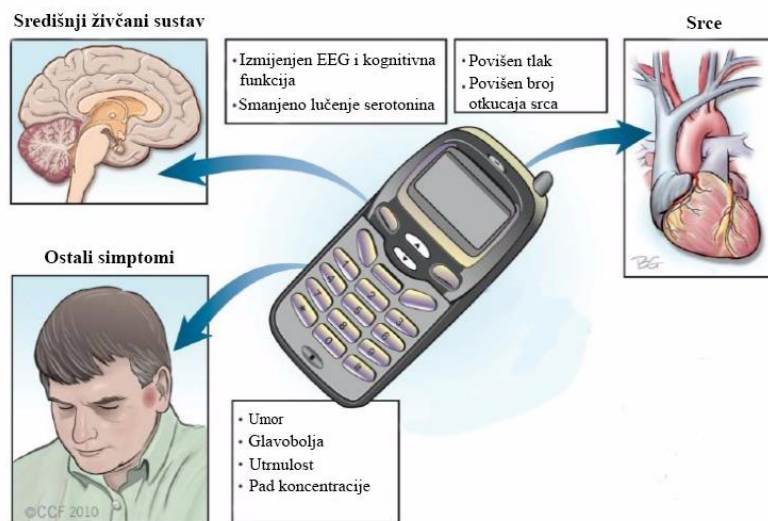 Središnji živčani sustav
Srce
• Izmijenjen EEG i kognitivna
funkcija
• Smanjeno lučenje serotonina
• Povišen tlak
• Povišen broj
otkucaja srca
Ostali simptomi
• Umor
• Glavobolja
• Utrnulost
• Pad koncentracije
©CCF 2010